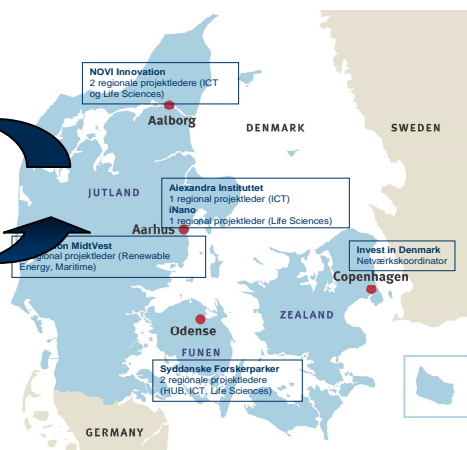 NOVI Innovation
2 regionale projektledere (ICT
og Life Sciences)
Aalborg
DENMARK
SWEDEN
JUTLAND
Alexandra Instituttet
1 regional projektleder (ICT)
iNano
1 regional projektleder (Life Sciences)
Aarhus
MidtVest
regional projektleder (Renewable
Energy, Maritime)
Invest in Denmark
Netværkskoordinator
Copenhagen
ZEALAND
Odense
FUNEN
Syddanske Forskerparker
2 regionale projektledere
(HUB, ICT, Life Sciences)
GERMANY